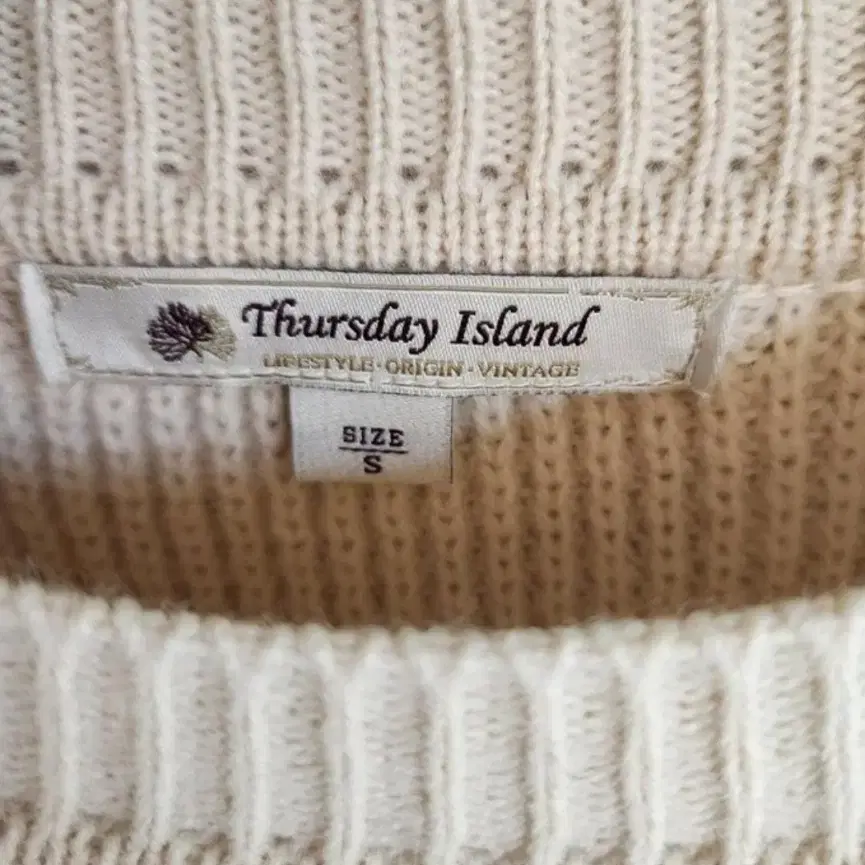 Thursday Island
LIFESTYLE·ORIGIN·VINTAGE
SIZE
S